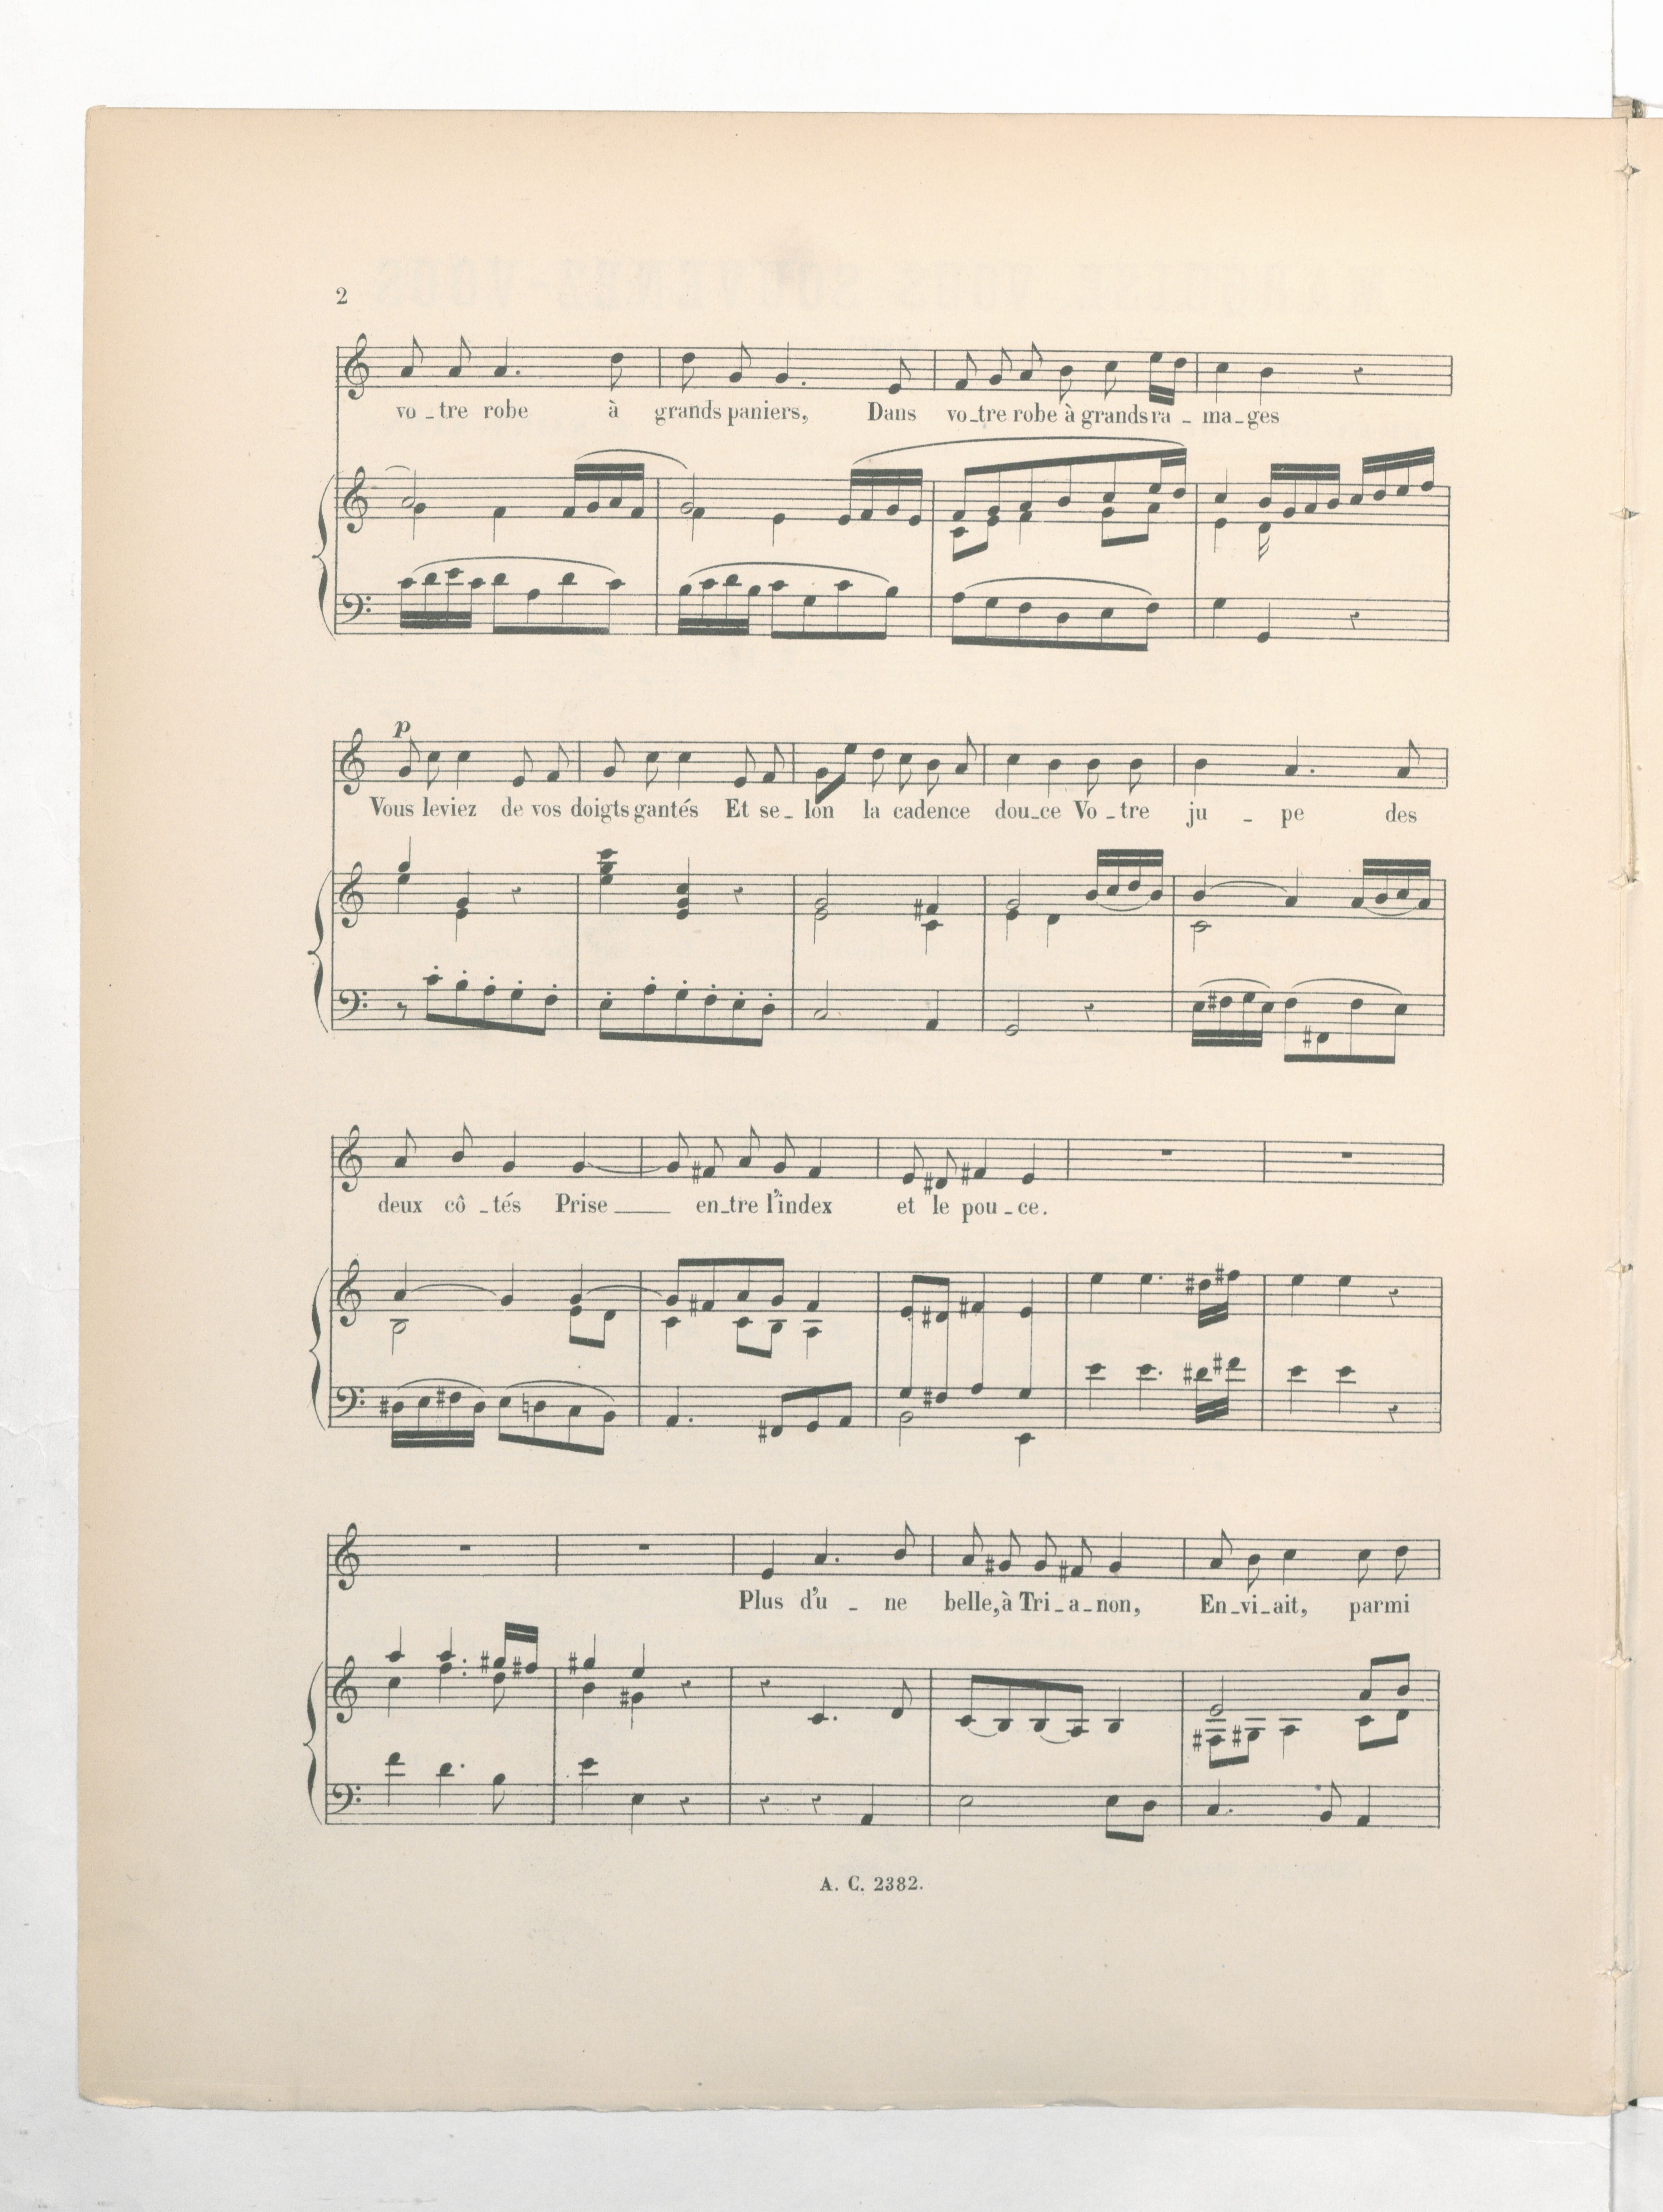 2
vo_tre robe à grands paniers, Dans vo_tre robe à grands ra_ma_ges
p
Vous leviez de vos doigts gantés Et se_lon la cadence dou_ce Vo_tre ju_pe des
deux cô_tés Prise____ en_tre l'index et le pou_ce.
Plus d'u_ne belle, à Tri_a_non, En_vi_ait, parmi
A. C. 2382.